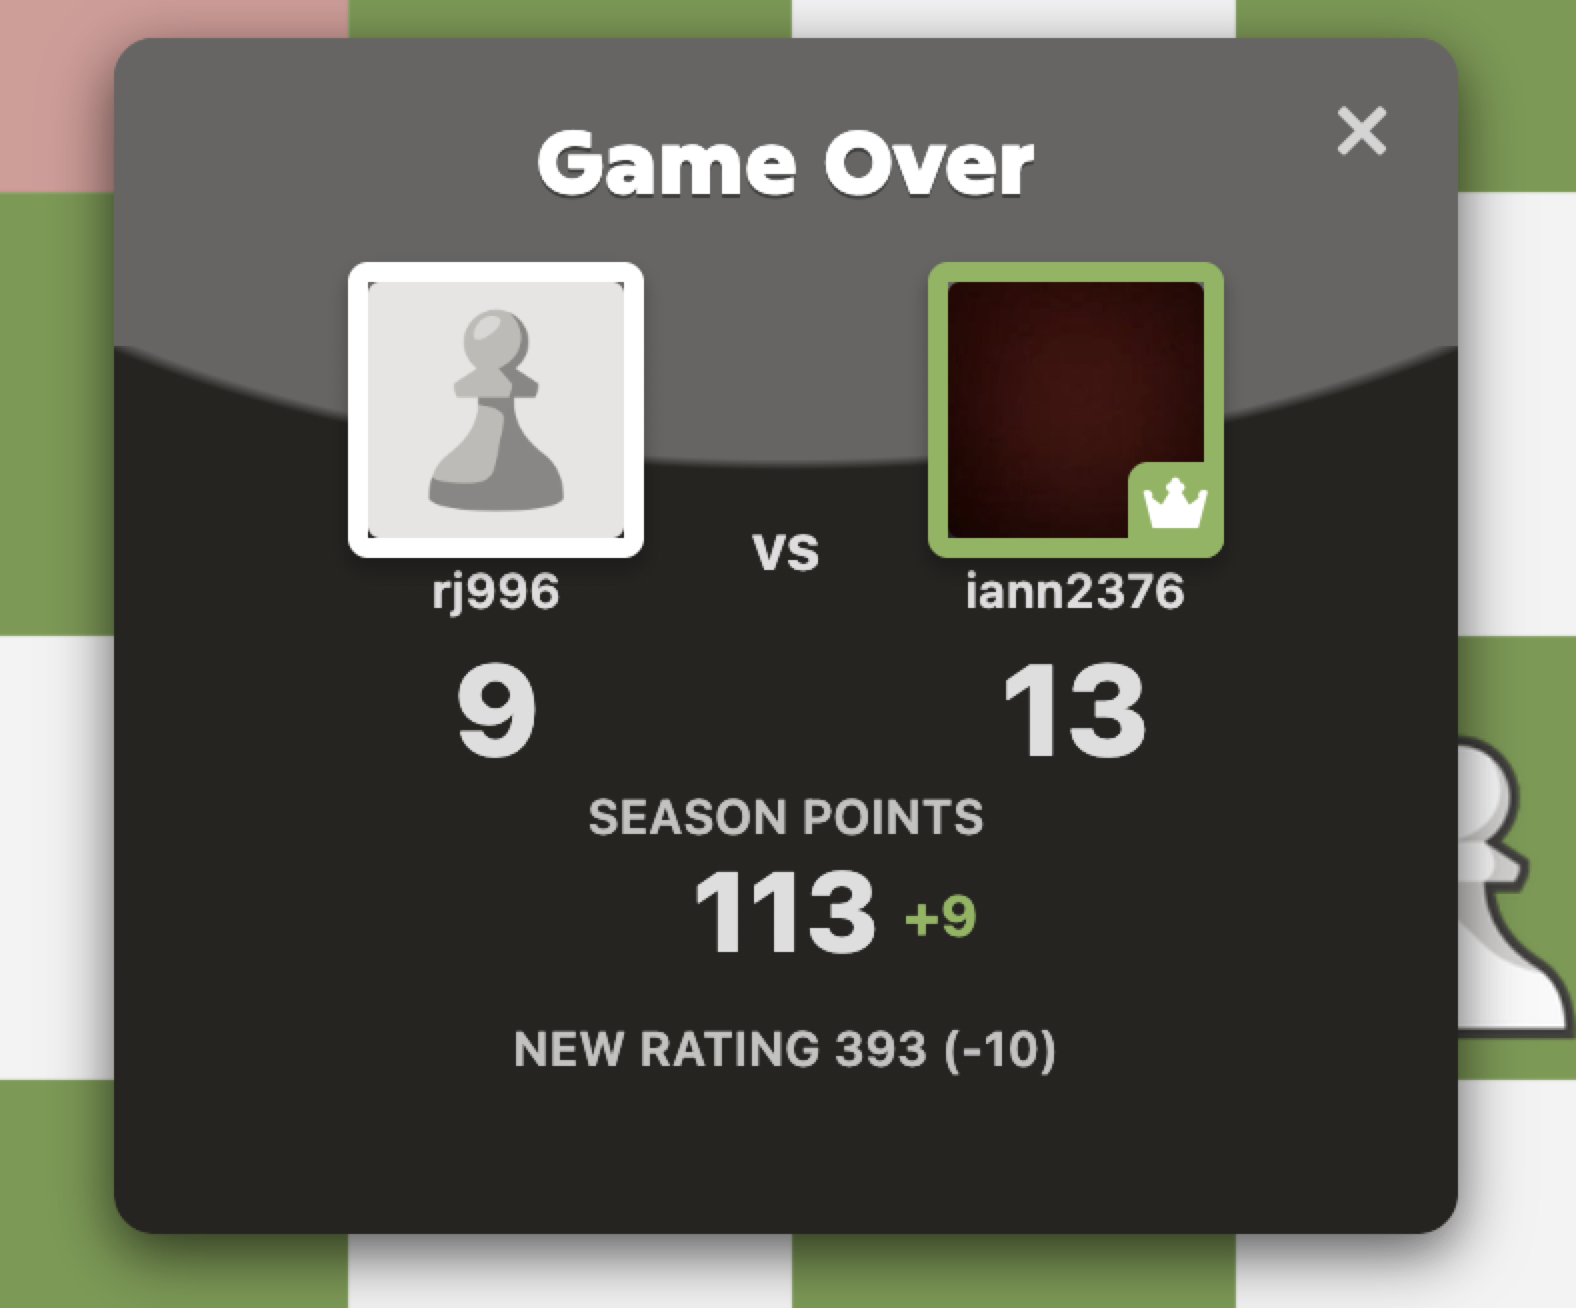 Game Over
vs
rj996
iann2376
9
13
SEASON POINTS
113 +9
NEW RATING 393 (-10)